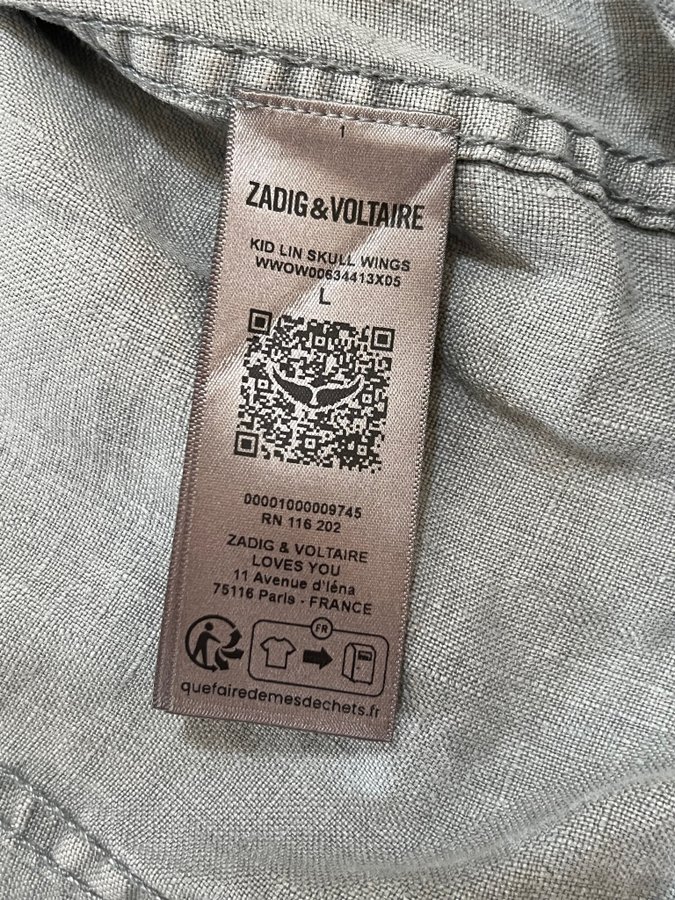 1
ZADIG&VOLTAIRE
KID LIN SKULL WINGS
WWOW00634413X05
L
00001000009745
RN 116 202
ZADIG & VOLTAIRE
LOVES YOU
11 Avenue d'Iéna
75116 Paris - FRANCE
FR
quefairedemesdechets.fr